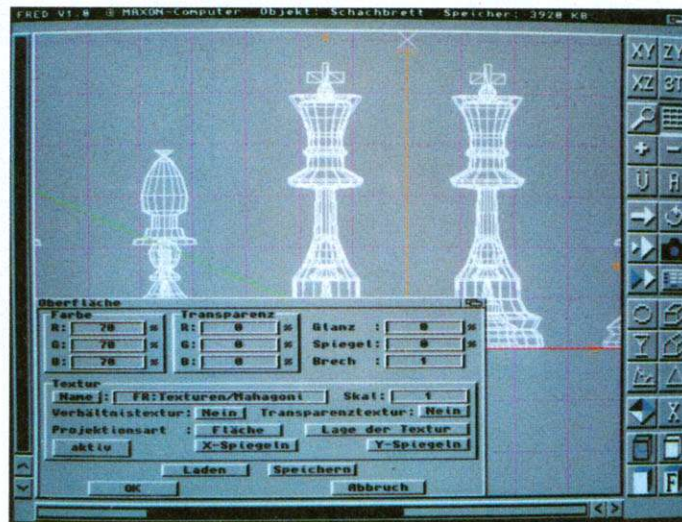 FRED V1.0 © MAXON-Computer Objekt: Schachbrett Speicher: 3920 KB
XY ZY
XZ 3T
+ -
Ü A
X
F
Oberfläche
Farbe
R: 70 %
G: 70 %
B: 70 %
Transparenz
R: 0 %
G: 0 %
B: 0 %
Glanz : 0 %
Spiegel: 0 %
Brech : 1
Textur
Name : FR:Texturen/Mahagoni Skal: 1
Verhältnistextur: Nein Transparenztextur: Nein
Projektionsart : Fläche Lage der Textur
aktiv X-Spiegeln Y-Spiegeln
Laden Speichern
OK Abbruch